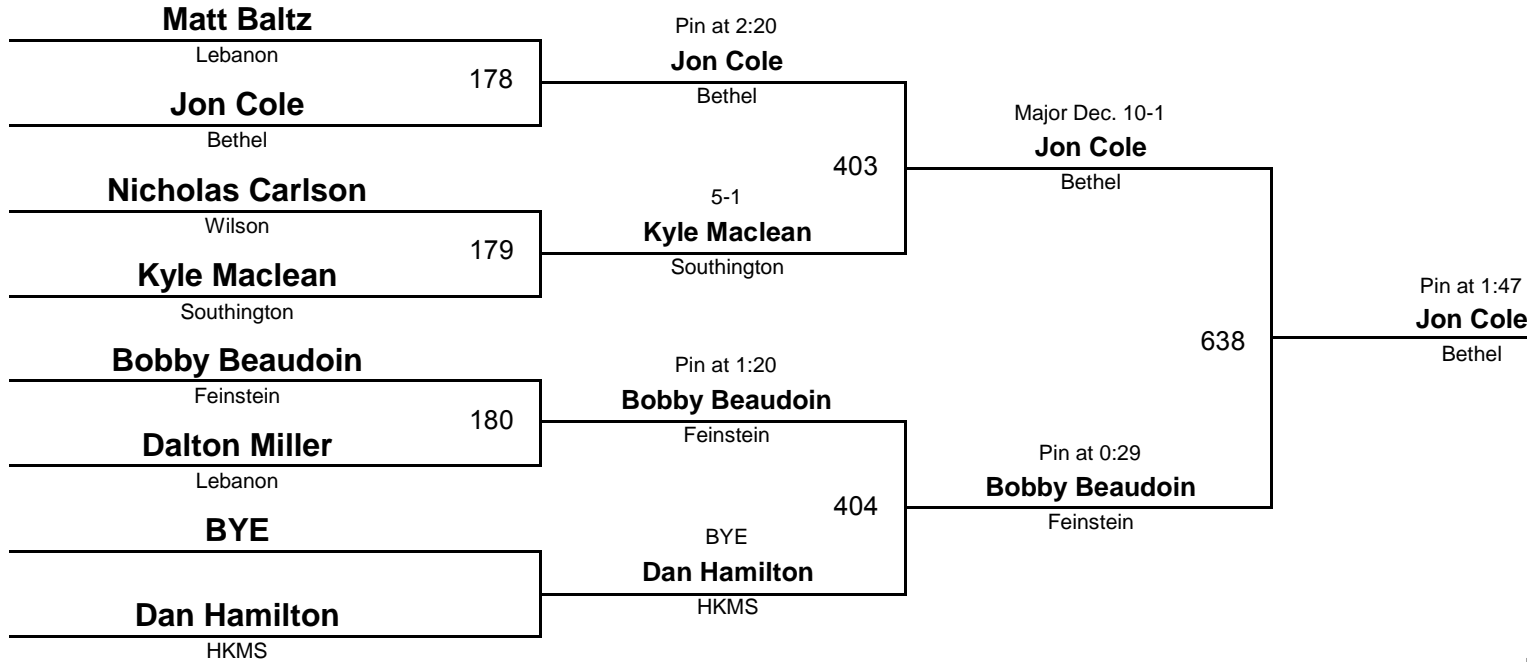 Matt Baltz
Lebanon
178
Jon Cole
Bethel
Nicholas Carlson
Wilson
179
Kyle Maclean
Southington
Bobby Beaudoin
Feinstein
180
Dalton Miller
Lebanon
BYE
Dan Hamilton
HKMS
Pin at 2:20
Jon Cole
Bethel
403
5-1
Kyle Maclean
Southington
Pin at 1:20
Bobby Beaudoin
Feinstein
404
BYE
Dan Hamilton
HKMS
Major Dec. 10-1
Jon Cole
Bethel
638
Pin at 0:29
Bobby Beaudoin
Feinstein
Pin at 1:47
Jon Cole
Bethel